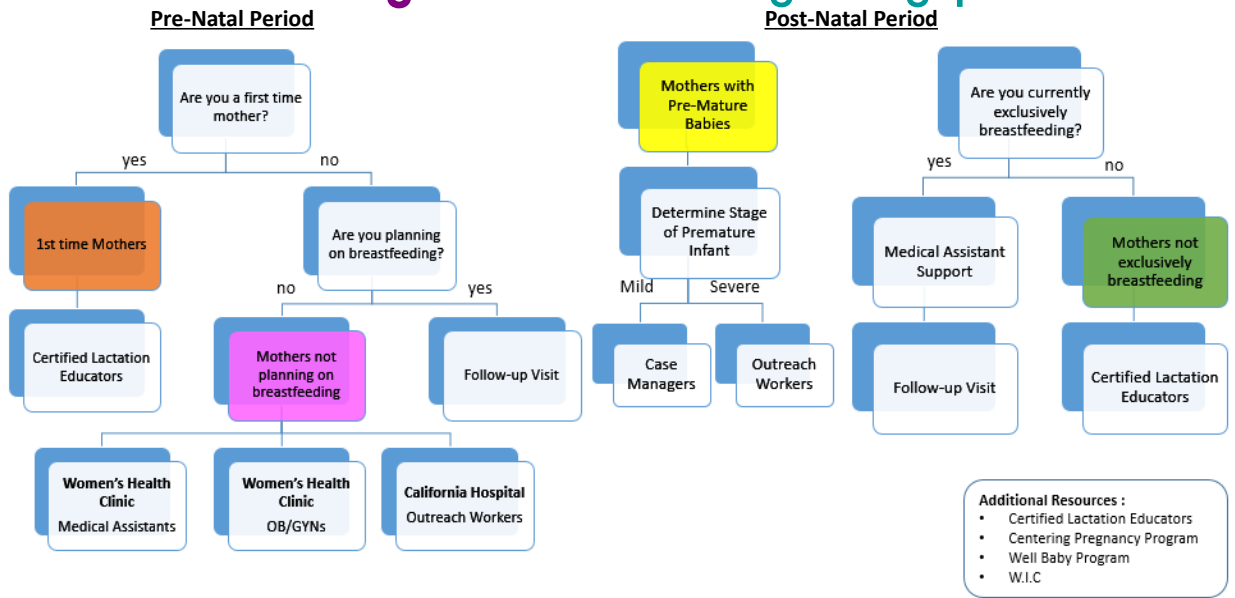 Pre-Natal Period
Are you a first time
mother?
yes
no
1st time Mothers
Certified Lactation
Educators
Are you planning
on breastfeeding?
no
yes
Mothers not
planning on
breastfeeding
Follow-up Visit
Women's Health
Clinic
Medical Assistants
Women's Health
Clinic
OB/GYNs
California Hospital
Outreach Workers
Post-Natal Period
Mothers with
Pre-Mature
Babies
Determine Stage
of Premature
Infant
Mild
Severe
Case
Managers
Outreach
Workers
Are you currently
exclusively
breastfeeding?
yes
no
Medical Assistant
Support
Follow-up Visit
Mothers not
exclusively
breastfeeding
Certified Lactation
Educators
Additional Resources :
• Certified Lactation Educators
• Centering Pregnancy Program
• Well Baby Program
• W.I.C